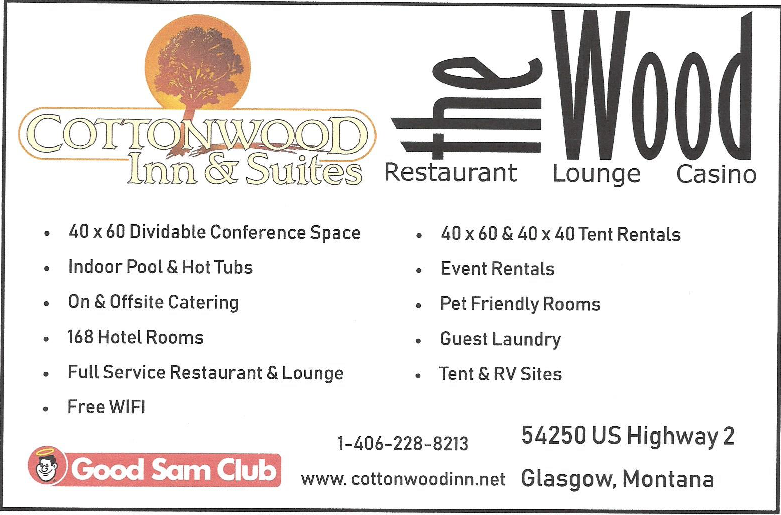 COTTONWOOD
Inn & Suites
the Wood
Restaurant Lounge Casino
• 40 x 60 Dividable Conference Space
• Indoor Pool & Hot Tubs
• On & Offsite Catering
• 168 Hotel Rooms
• Full Service Restaurant & Lounge
• Free WIFI
• 40 x 60 & 40 x 40 Tent Rentals
• Event Rentals
• Pet Friendly Rooms
• Guest Laundry
• Tent & RV Sites
Good Sam Club
1-406-228-8213
www. cottonwoodinn.net
54250 US Highway 2
Glasgow, Montana